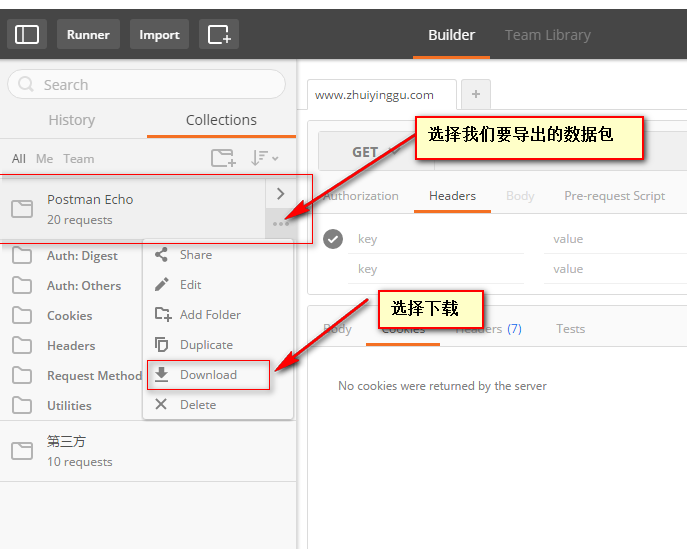 Runner
Import
Builder
Team Library
Search
History
Collections
All
Me
Team
Postman Echo
20 requests
Auth: Digest
Auth: Others
Cookies
Headers
Request Method
Utilities
第三方
10 requests
Share
Edit
Add Folder
Duplicate
Download
Delete
www.zhuiyinggu.com
选择我们要导出的数据包
GET
Authorization
Headers
Body
Pre-request Script
key
value
key
value
选择下载
Body
Cookies
Headers (7)
Tests
No cookies were returned by the server